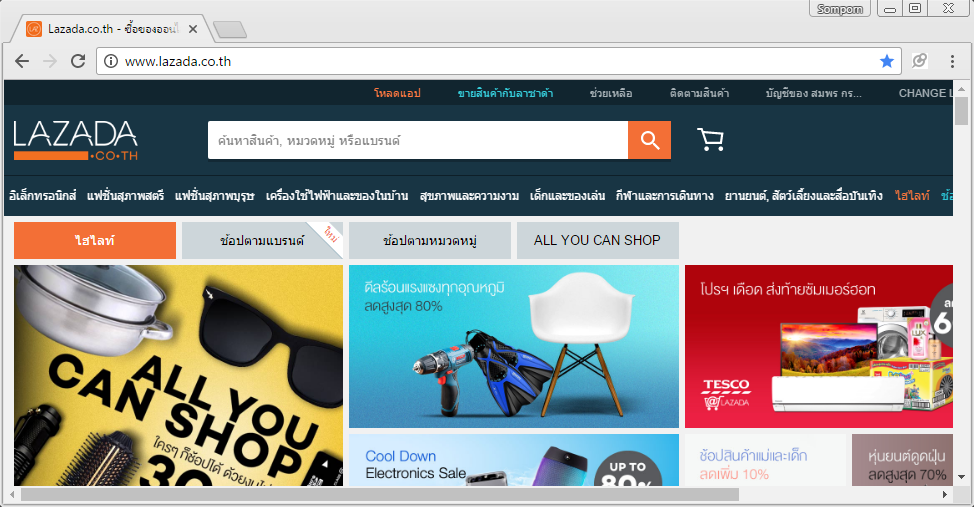 Somporn
Lazada.co.th - ช้อของออนไ
www.lazada.co.th
โหลดแอป
ขายสินค้ากับลาซาด้า
ช่วยเหลือ
ติดตามสินค้า
บัญชีของ สมพร กร...
CHANGE L
LAZADA
.CO.TH
ค้นหาสินค้า, หมวดหมู่ หรือแบรนด์
อิเล็กทรอนิกส์ แฟชั่นสุภาพสตรี แฟชั่นสุภาพบุรุษ เครื่องใช้ไฟฟ้าและของในบ้าน สุขภาพและความงาม เด็กและของเล่น กีฬาและการเดินทาง ยานยนต์, สัตว์เลี้ยงและสื่อบันเทิง ไฮไลท์ ช้อ
ไฮไลท์
ช้อปตามแบรนด์
ใหม่
ช้อปตามหมวดหมู่
ALL YOU CAN SHOP
ALL YOU
CAN SHOP
ใครๆ ก็ช้อปได้ ด้วยงบไม่
30
ดีลร้อนแรงแซงทุกอุณหภูมิ
ลดสูงสุด 80%
โปรฯ เดือด ส่งท้ายซัมเมอร์ฮอท
ล
6
TESCO
@LAZADA
Cool Down
Electronics Sale
UP TO
80%
ช้อปสินค้าแม่และเด็ก
ลดเพิ่ม 10%
หุ่นยนต์ดูดฝุ่น
ลดสูงสุด 70%